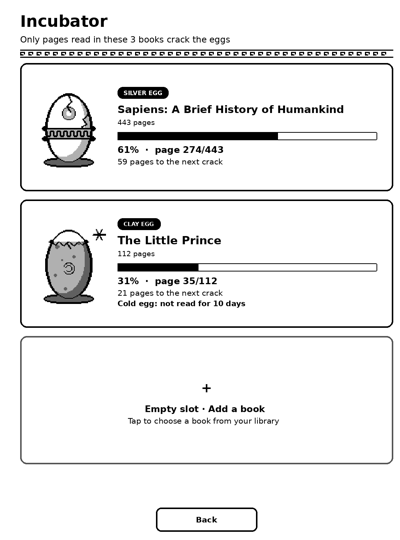 Incubator
Only pages read in these 3 books crack the eggs
SILVER EGG
Sapiens: A Brief History of Humankind
443 pages
61% · page 274/443
59 pages to the next crack
CLAY EGG
The Little Prince
112 pages
31% · page 35/112
21 pages to the next crack
Cold egg: not read for 10 days
+
Empty slot · Add a book
Tap to choose a book from your library
Back